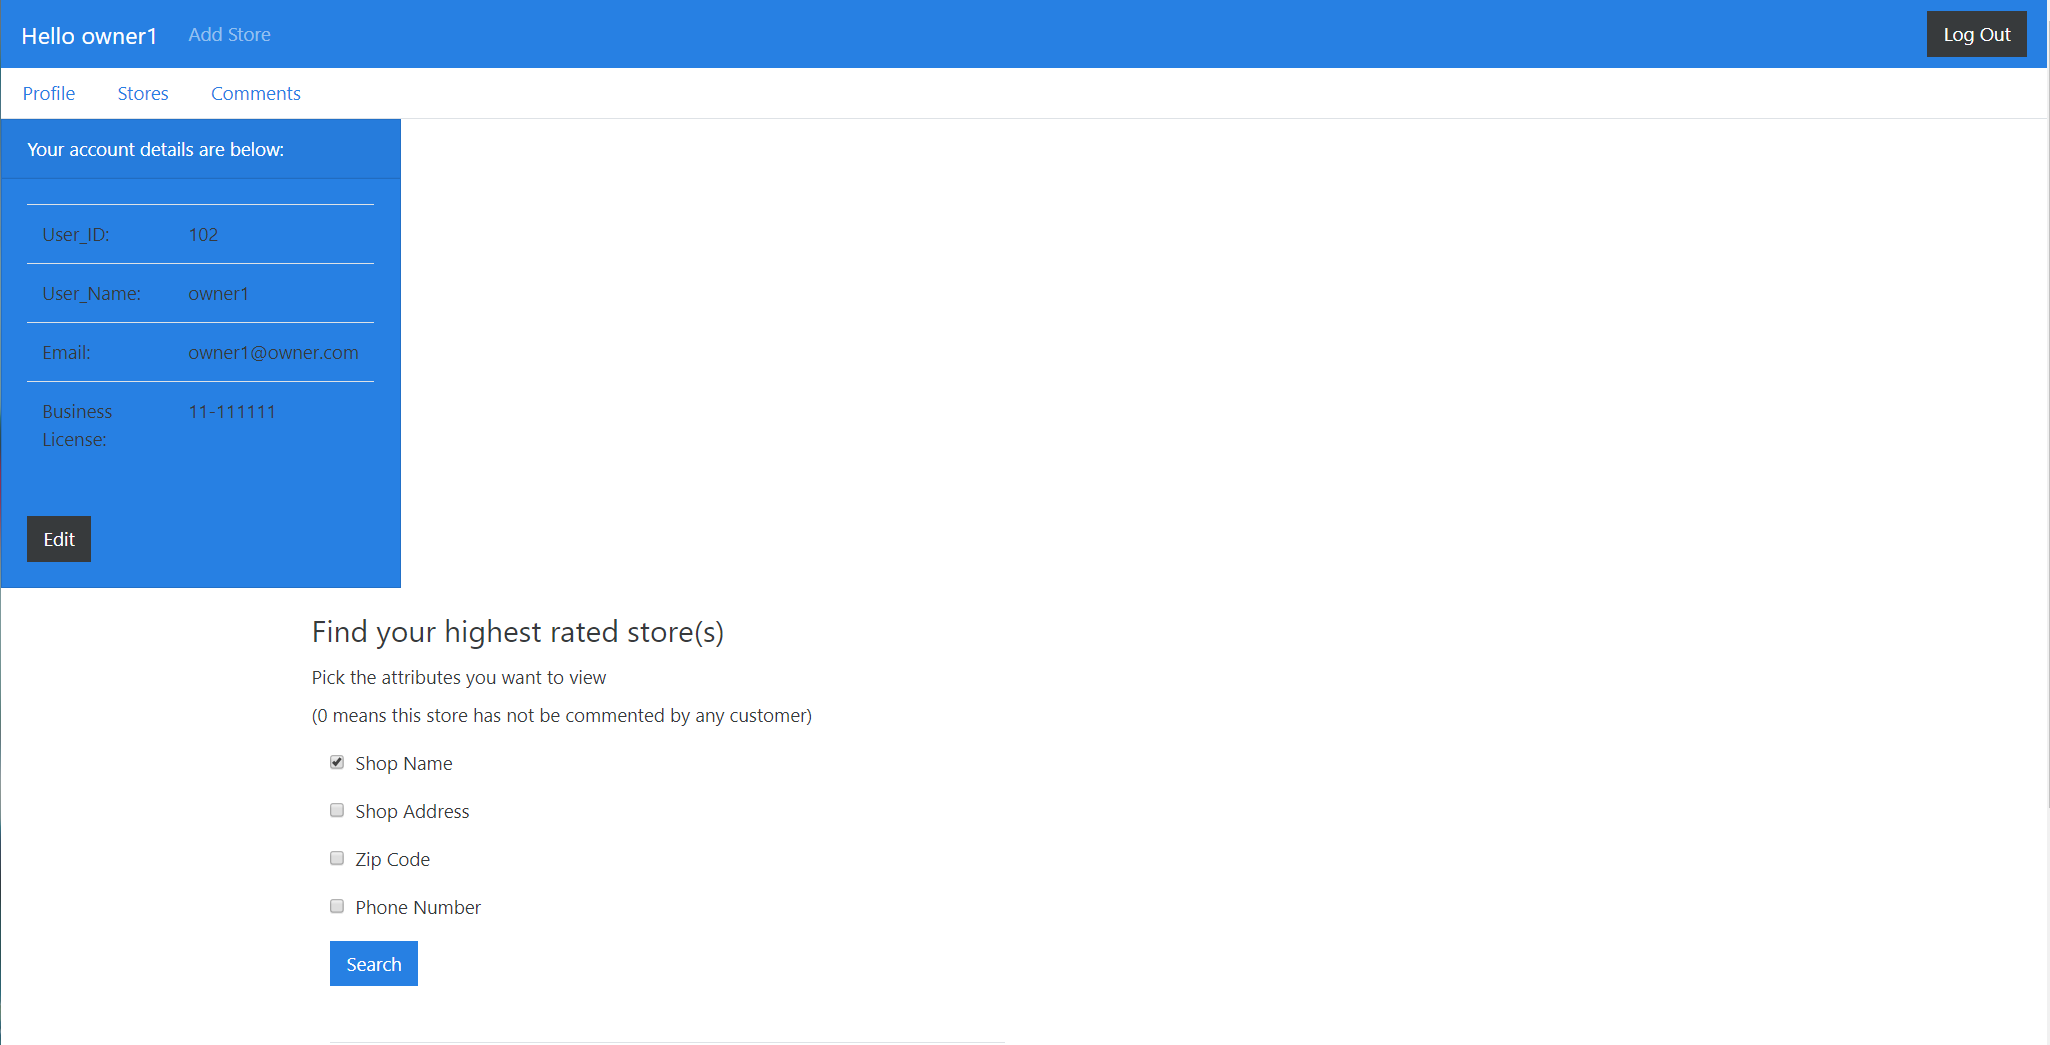 Hello owner1 Add Store Log Out
Profile Stores Comments
Your account details are below:
User_ID: 102
User_Name: owner1
Email: owner1@owner.com
Business 11-111111
License:
Edit
Find your highest rated store(s)
Pick the attributes you want to view
(0 means this store has not be commented by any customer)
Shop Name
Shop Address
Zip Code
Phone Number
Search